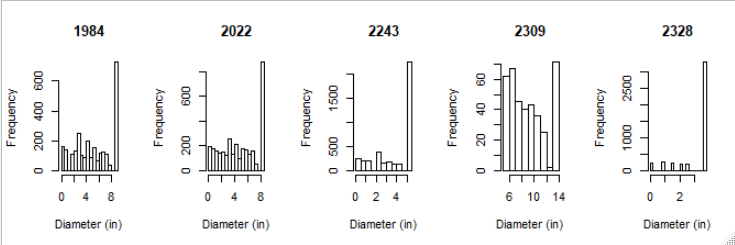 1984 2022 2243 2309 2328
Frequency Frequency Frequency Frequency Frequency
0 200 400 600
0 200 600
0 500 1500
0 20 40 60
0 1000 2500
0 4 8 0 4 8 0 2 4 6 10 14 0 2
Diameter (in) Diameter (in) Diameter (in) Diameter (in) Diameter (in)